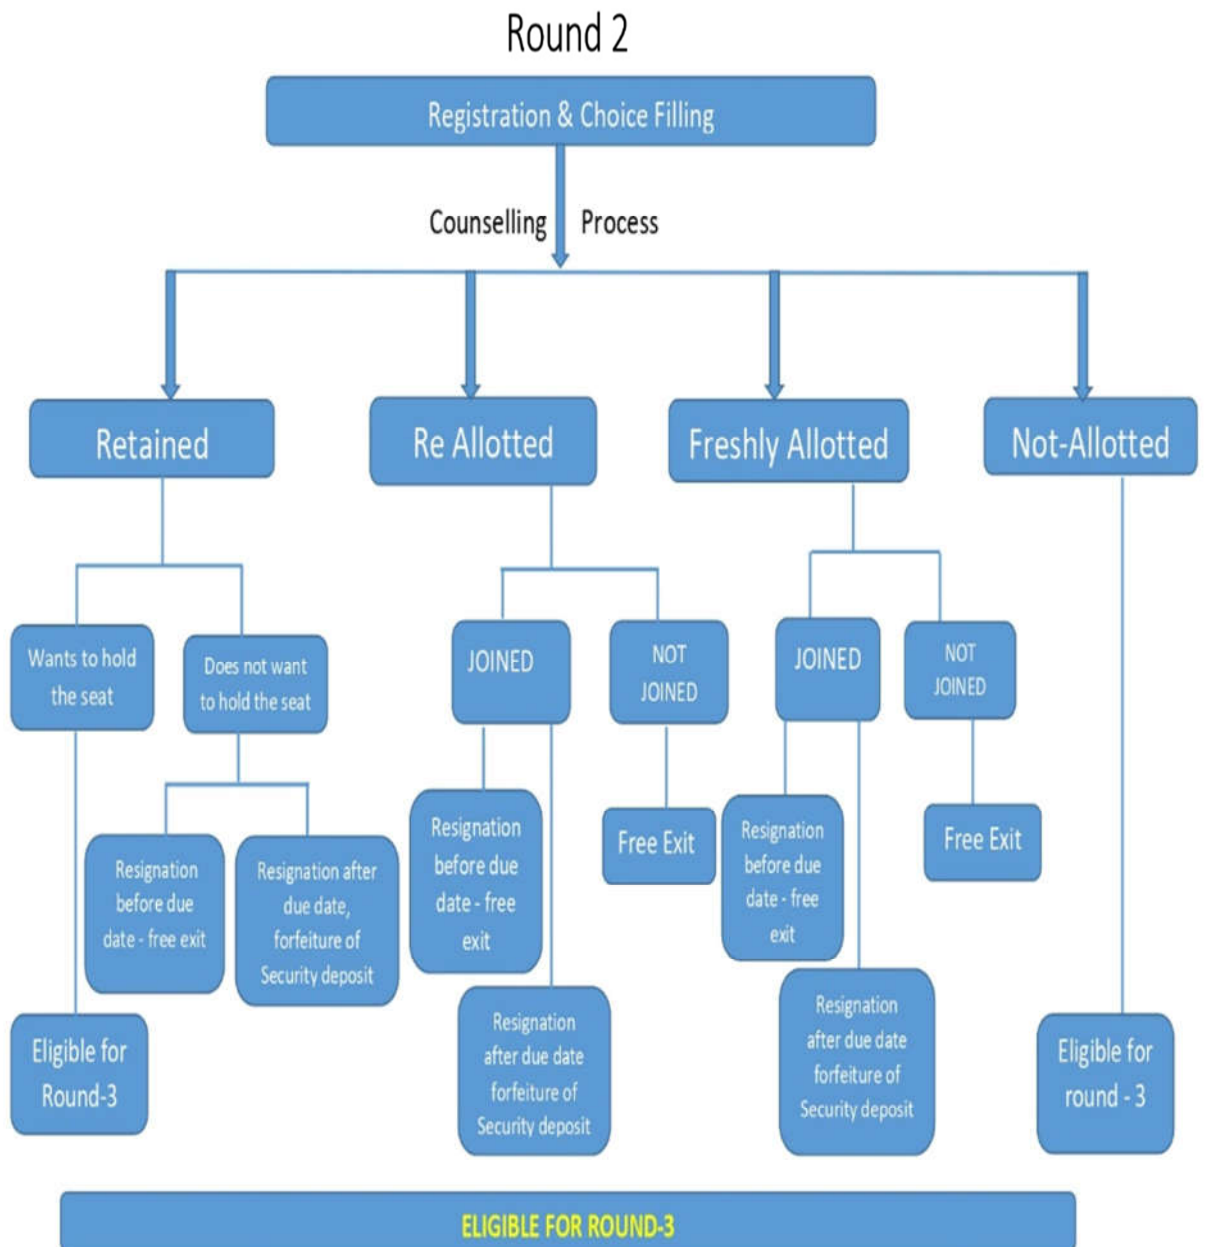 Round 2
Registration & Choice Filling
Counselling Process
Retained
Re Allotted
Freshly Allotted
Not-Allotted
Wants to hold
the seat
Does not want
to hold the seat
JOINED
NOT
JOINED
JOINED
NOT
JOINED
Resignation
before due
date - free exit
Resignation after
due date,
forfeiture of
Security deposit
Resignation
before due
date - free
exit
Free Exit
Resignation
before due
date - free
exit
Free Exit
Eligible for
Round-3
Resignation
after due date
forfeiture of
Security deposit
Resignation
after due date
forfeiture of
Security deposit
Eligible for
round - 3
ELIGIBLE FOR ROUND-3